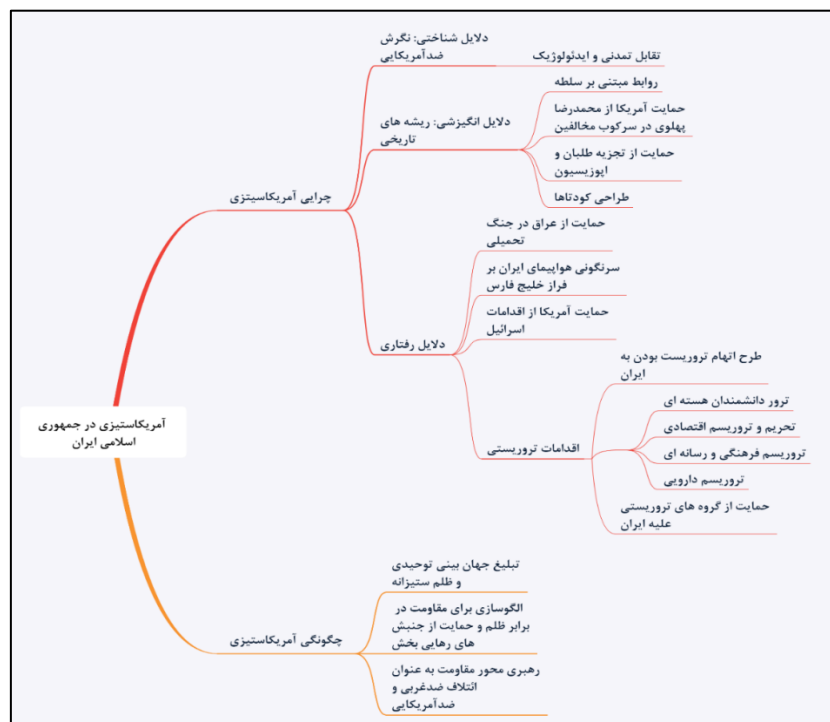 دلایل شناختی: نگرش
ضدآمریکایی
تقابل تمدنی و ایدئولوژیک
روابط مبتنی بر سلطه
حمایت آمریکا از محمدرضا
پهلوی در سرکوب مخالفین
دلایل انگیزشی: ریشه های
تاریخی
حمایت از تجزیه طلبان و
اپوزیسیون
طراحی کودتاها
چرایی آمریکاسیتزی
حمایت از عراق در جنگ
تحمیلی
سرنگونی هواپیمای ایران بر
فراز خلیج فارس
حمایت آمریکا از اقدامات
اسرائیل
دلایل رفتاری
طرح اتهام تروریست بودن به
ایران
ترور دانشمندان هسته ای
تحریم و تروریسم اقتصادی
اقدامات تروریستی
تروریسم فرهنگی و رسانه ای
تروریسم دارویی
حمایت از گروه های تروریستی
علیه ایران
آمریکاستیزی در جمهوری
اسلامی ایران
تبلیغ جهان بینی توحیدی
و ظلم ستیزانه
الگوسازی برای مقاومت در
برابر ظلم و حمایت از جنبش
های رهایی بخش
چگونگی آمریکاستیزی
رهبری محور مقاومت به عنوان
ائتلاف ضدغربی و
ضدآمریکایی